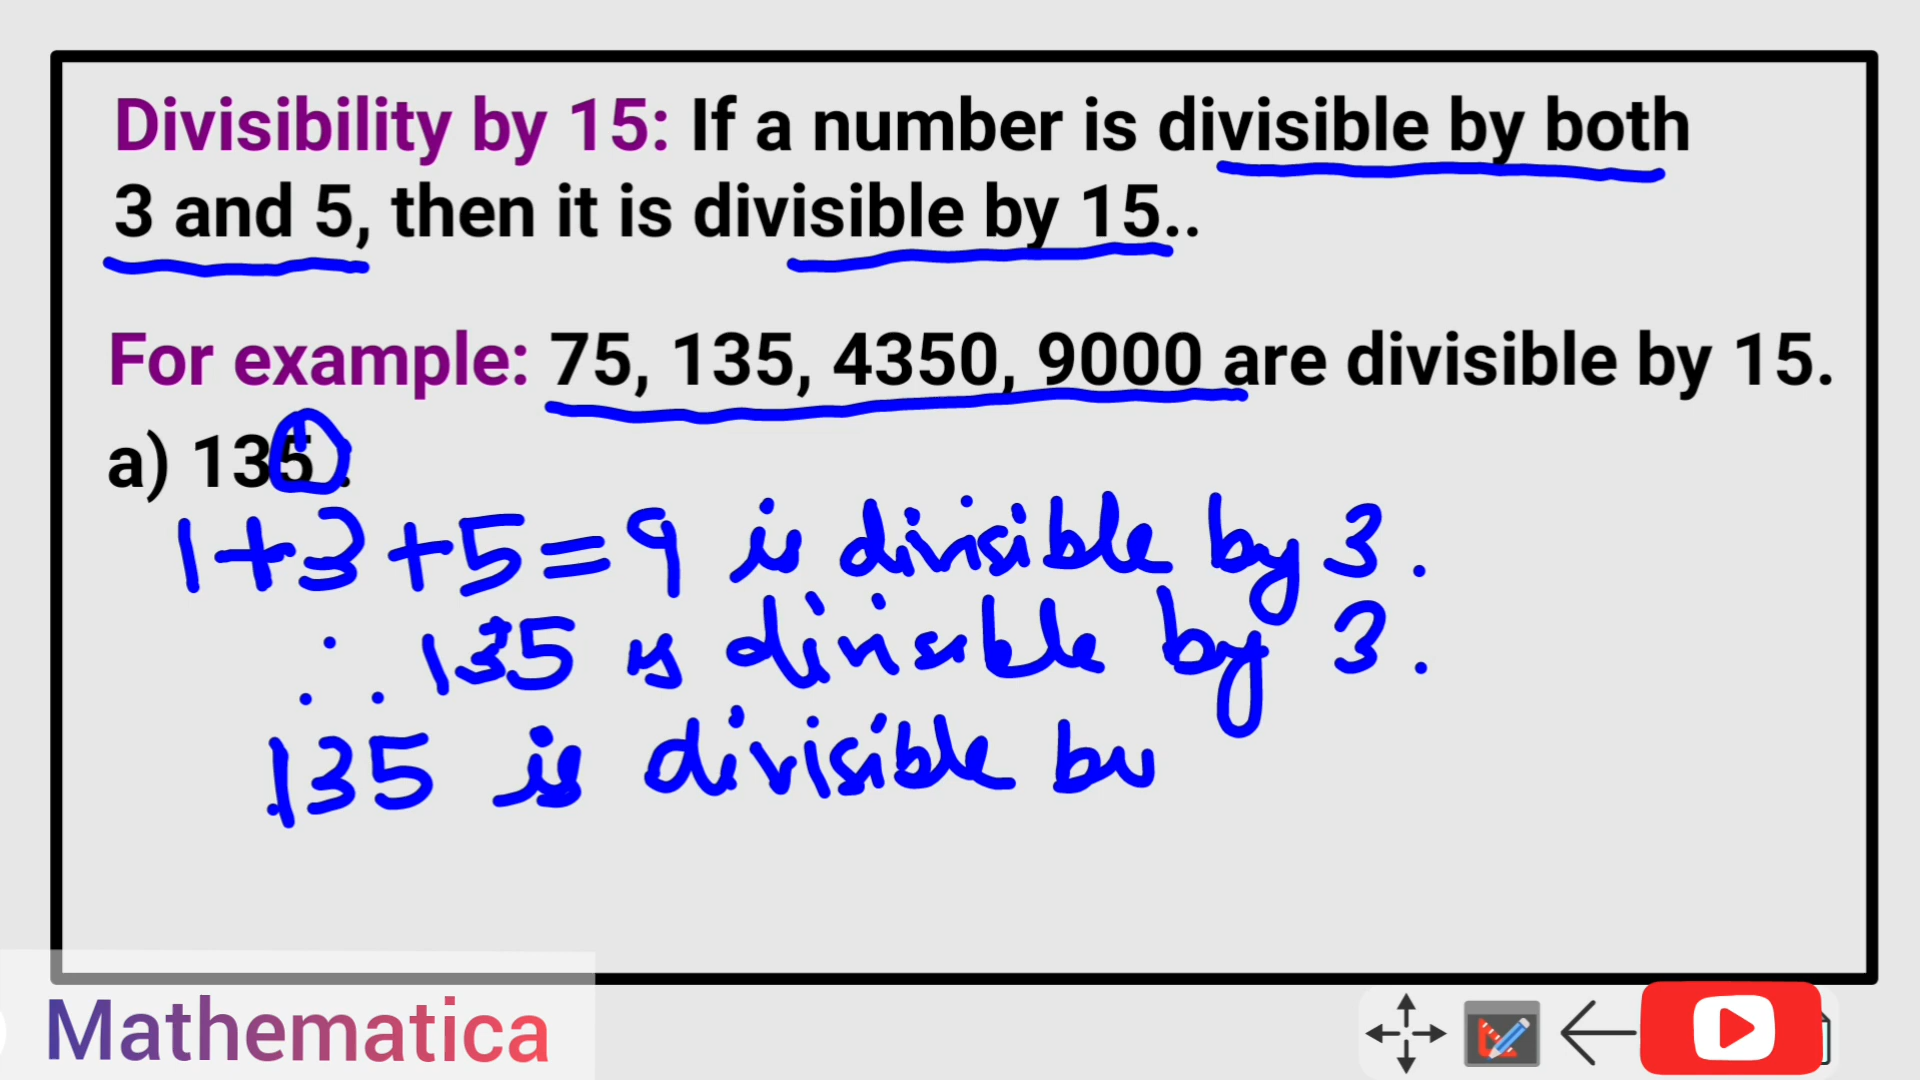 Divisibility by 15: If a number is divisible by both
3 and 5, then it is divisible by 15..
For example: 75, 135, 4350, 9000 are divisible by 15.
a) 135.
1+3+5=9 is divisible by 3.
∴ 135 is divisible by 3.
135 is divisible by
Mathematica